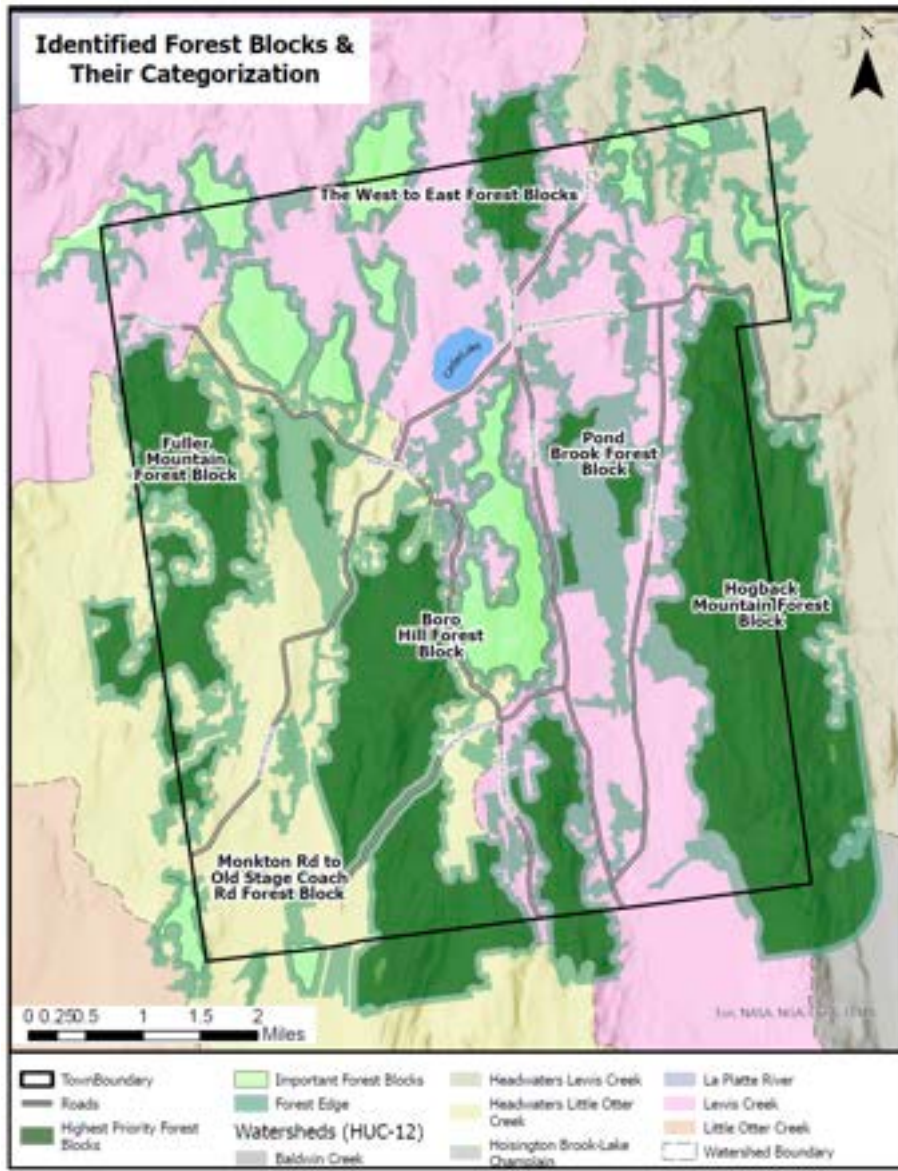 Identified Forest Blocks &
Their Categorization
N
The West to East Forest Blocks
Fuller
Mountain
Forest Block
Pond
Brook Forest
Block
Boro
Hill Forest
Block
Hogback
Mountain Forest
Block
Monkton Rd to
Old Stage Coach
Rd Forest Block
0 0.25 0.5 1 1.5 2
Miles
TownBoundary
Roads
Highest Priority Forest
Blocks
Important Forest Blocks
Forest Edge
Watersheds (HUC-12)
Baldwin Creek
Headwaters Lewis Creek
Headwaters Little Otter
Creek
Hoisington Brook-Lake
Champlain
La Platte River
Lewis Creek
Little Otter Creek
Watershed Boundary